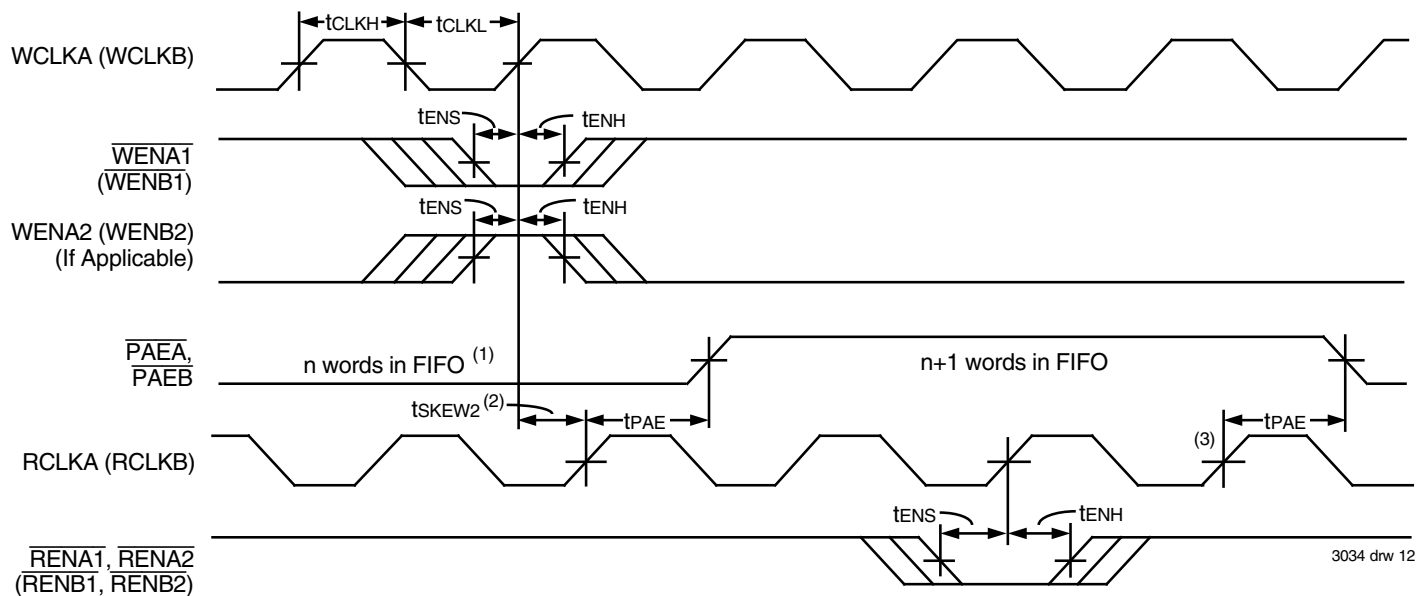 tCLKH tCLKL
WCLKA (WCLKB)
tENS tENH
WENA1
(WENB1)
tENS tENH
WENA2 (WENB2)
(If Applicable)
PAEA,
PAEB
n words in FIFO (1) n+1 words in FIFO
tSKEW2 (2) tPAE tPAE
RCLKA (RCLKB) (3)
tENS tENH
RENA1, RENA2
(RENB1, RENB2)
3034 drw 12